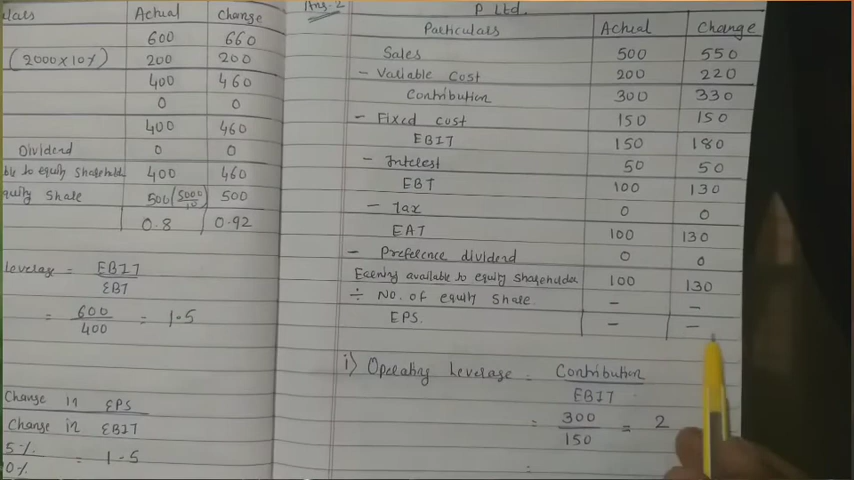 elars Actual Change
600 660
(2000x10%) 200 200
400 460
0 0
400 460
Dividend 0 0
ble to equity Shareholder 400 460
quity Share 500 (5000/10) 500
0.8 0.92
leverage = EBIT
EBT
= 600
400
= 1.5
Change in EPS
Change in EBIT
5%
0%
= 1.5
Ans.2
P Ltd.
Particulars Actual Change
Sales 500 550
- Variable Cost 200 220
Contribution 300 330
- Fixed cost 150 150
EBIT 150 180
- Interest 50 50
EBT 100 130
- Tax 0 0
EAT 100 130
- Preference dividend 0 0
Earning available to equity Shareholder 100 130
÷ No. of equity Share - -
EPS. - -
i) Operating Leverage = Contribution
EBIT
= 300
150
= 2
=